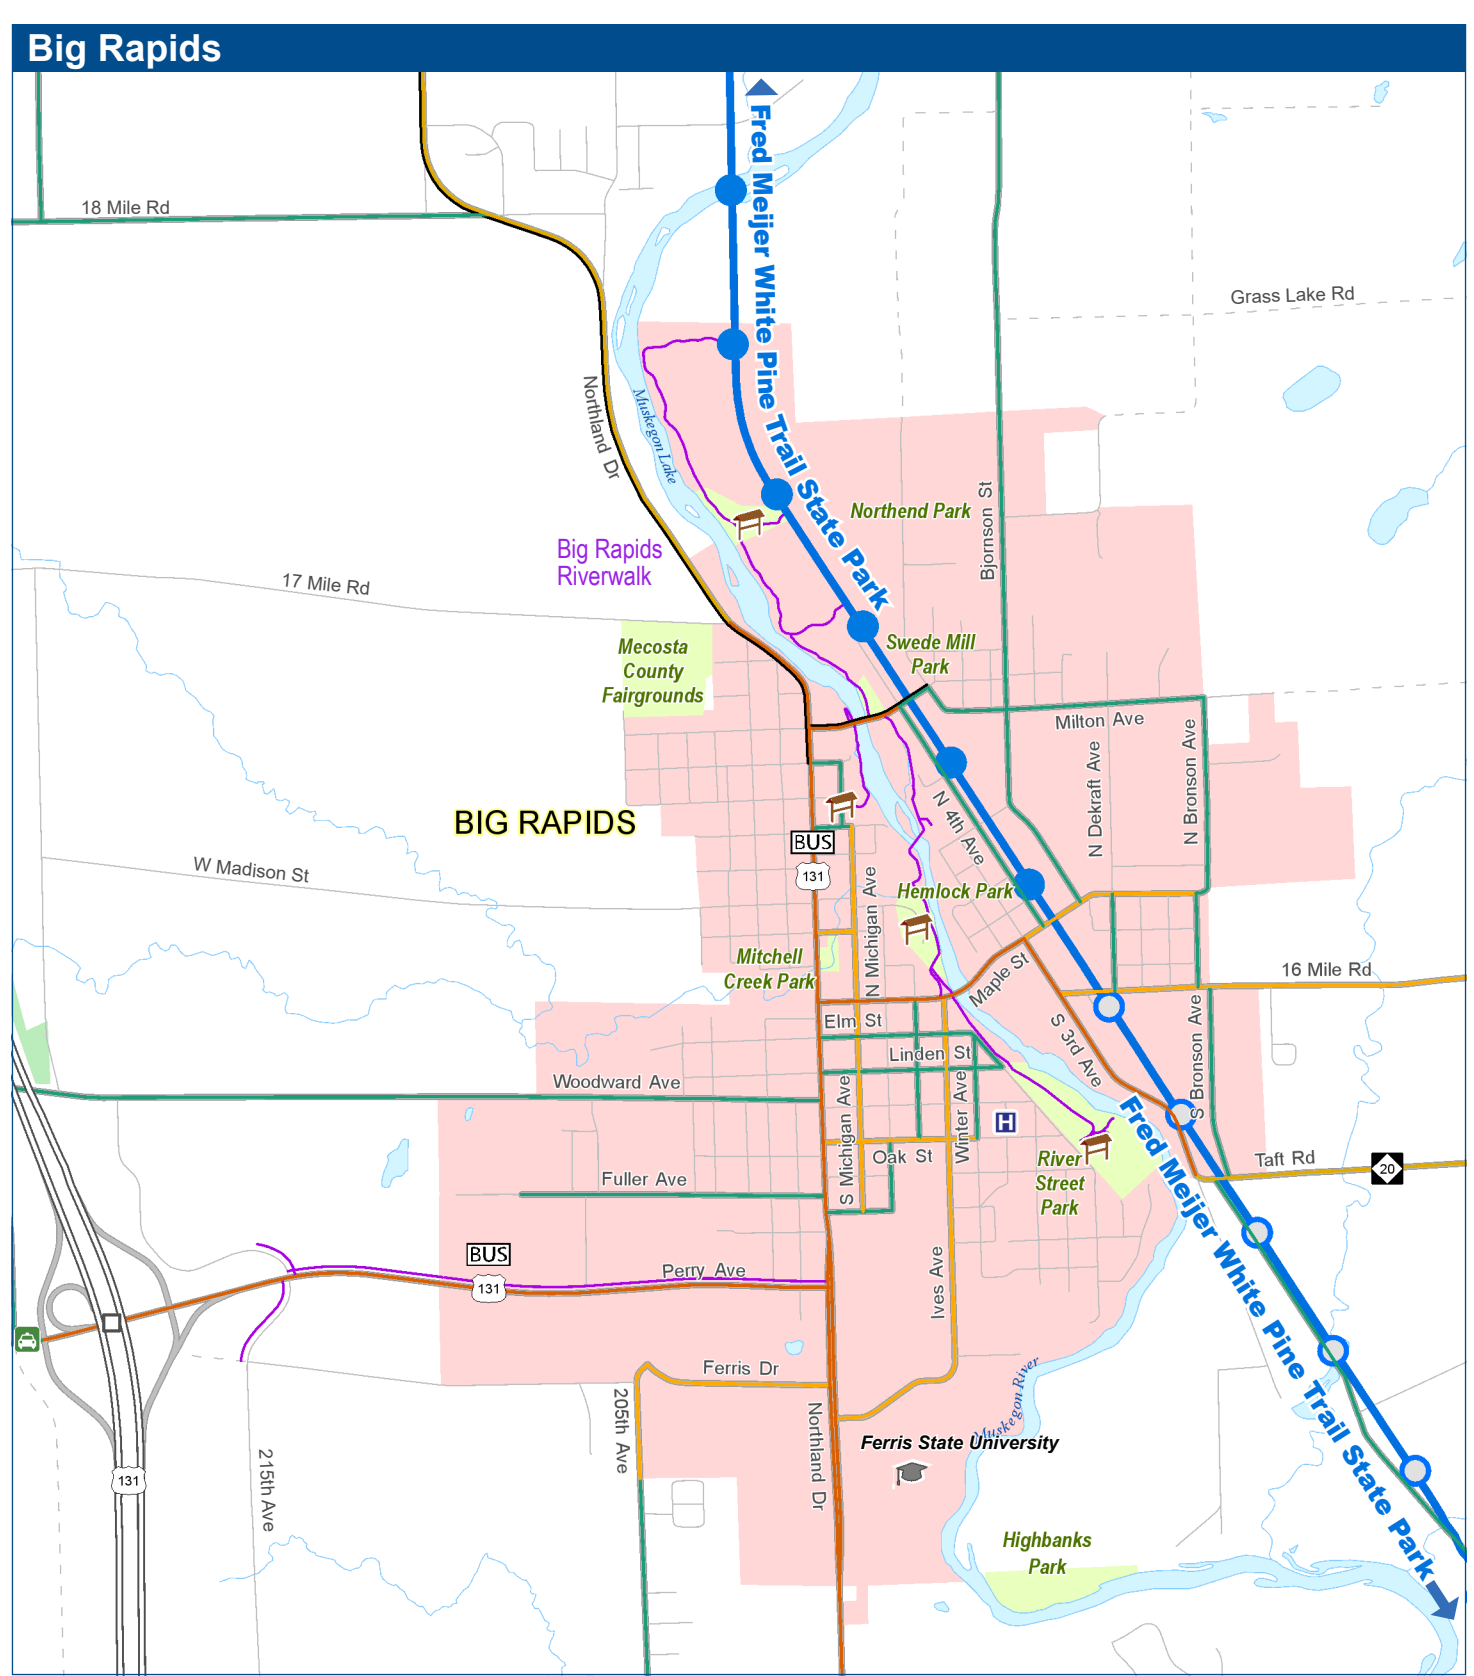 Big Rapids
Fred Meijer White Pine Trail State Park
18 Mile Rd
Grass Lake Rd
Northland Dr
Muskegon Lake
Bjornson St
Northend Park
Big Rapids
Riverwalk
17 Mile Rd
Swede Mill
Park
Mecosta
County
Fairgrounds
Milton Ave
N Dekraft Ave
N Bronson Ave
N 4th Ave
BIG RAPIDS
BUS
131
W Madison St
N Michigan Ave
Hemlock Park
Mitchell
Creek Park
Maple St
16 Mile Rd
Elm St
S 3rd Ave
S Bronson Ave
Linden St
Woodward Ave
S Michigan Ave
Winter Ave
H
Fred Meijer White Pine Trail State Park
Oak St
River
Street
Park
Taft Rd
20
Fuller Ave
BUS
131
Perry Ave
Ives Ave
Ferris Dr
205th Ave
Northland Dr
Muskegon River
Ferris State University
215th Ave
131
Highbanks
Park